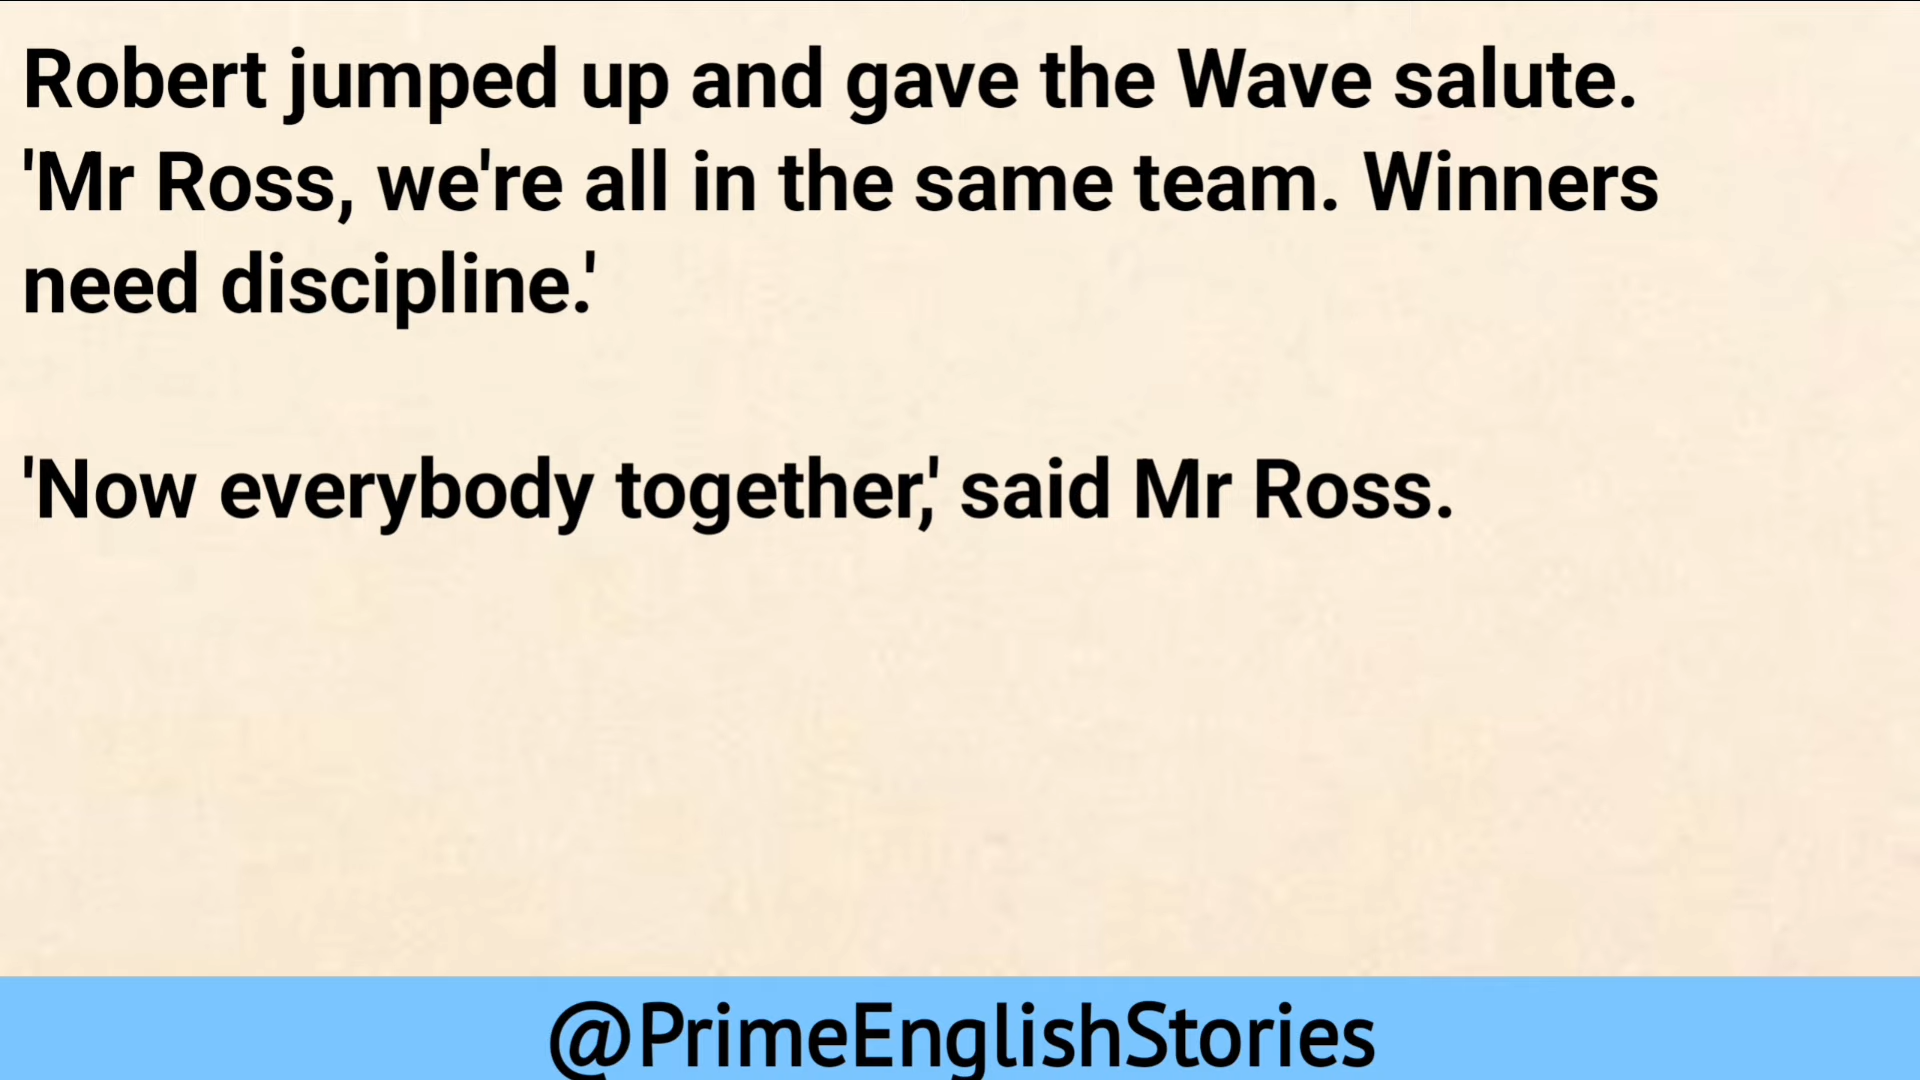 Robert jumped up and gave the Wave salute.
'Mr Ross, we're all in the same team. Winners
need discipline.'
'Now everybody together,' said Mr Ross.
@PrimeEnglishStories